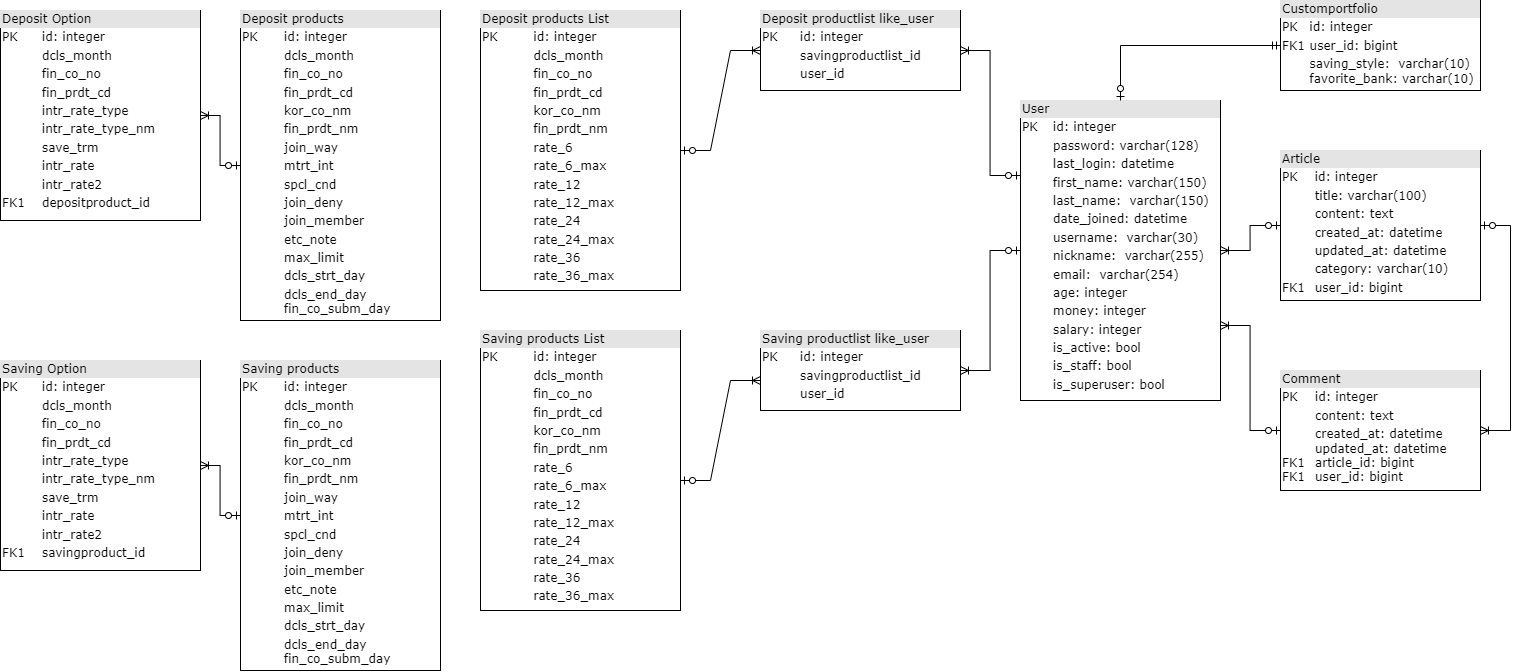 Deposit Option
PK id: integer
dcls_month
fin_co_no
fin_prdt_cd
intr_rate_type
intr_rate_type_nm
save_trm
intr_rate
intr_rate2
FK1 depositproduct_id
Deposit products
PK id: integer
dcls_month
fin_co_no
fin_prdt_cd
kor_co_nm
fin_prdt_nm
join_way
mtrt_int
spcl_cnd
join_deny
join_member
etc_note
max_limit
dcls_strt_day
dcls_end_day
fin_co_subm_day
Deposit products List
PK id: integer
dcls_month
fin_co_no
fin_prdt_cd
kor_co_nm
fin_prdt_nm
rate_6
rate_6_max
rate_12
rate_12_max
rate_24
rate_24_max
rate_36
rate_36_max
Deposit productlist like_user
PK id: integer
savingproductlist_id
user_id
Customportfolio
PK id: integer
FK1 user_id: bigint
saving_style: varchar(10)
favorite_bank: varchar(10)
User
PK id: integer
password: varchar(128)
last_login: datetime
first_name: varchar(150)
last_name: varchar(150)
date_joined: datetime
username: varchar(30)
nickname: varchar(255)
email: varchar(254)
age: integer
money: integer
salary: integer
is_active: bool
is_staff: bool
is_superuser: bool
Article
PK id: integer
title: varchar(100)
content: text
created_at: datetime
updated_at: datetime
category: varchar(10)
FK1 user_id: bigint
Saving Option
PK id: integer
dcls_month
fin_co_no
fin_prdt_cd
intr_rate_type
intr_rate_type_nm
save_trm
intr_rate
intr_rate2
FK1 savingproduct_id
Saving products
PK id: integer
dcls_month
fin_co_no
fin_prdt_cd
kor_co_nm
fin_prdt_nm
join_way
mtrt_int
spcl_cnd
join_deny
join_member
etc_note
max_limit
dcls_strt_day
dcls_end_day
fin_co_subm_day
Saving products List
PK id: integer
dcls_month
fin_co_no
fin_prdt_cd
kor_co_nm
fin_prdt_nm
rate_6
rate_6_max
rate_12
rate_12_max
rate_24
rate_24_max
rate_36
rate_36_max
Saving productlist like_user
PK id: integer
savingproductlist_id
user_id
Comment
PK id: integer
content: text
created_at: datetime
updated_at: datetime
FK1 article_id: bigint
FK1 user_id: bigint